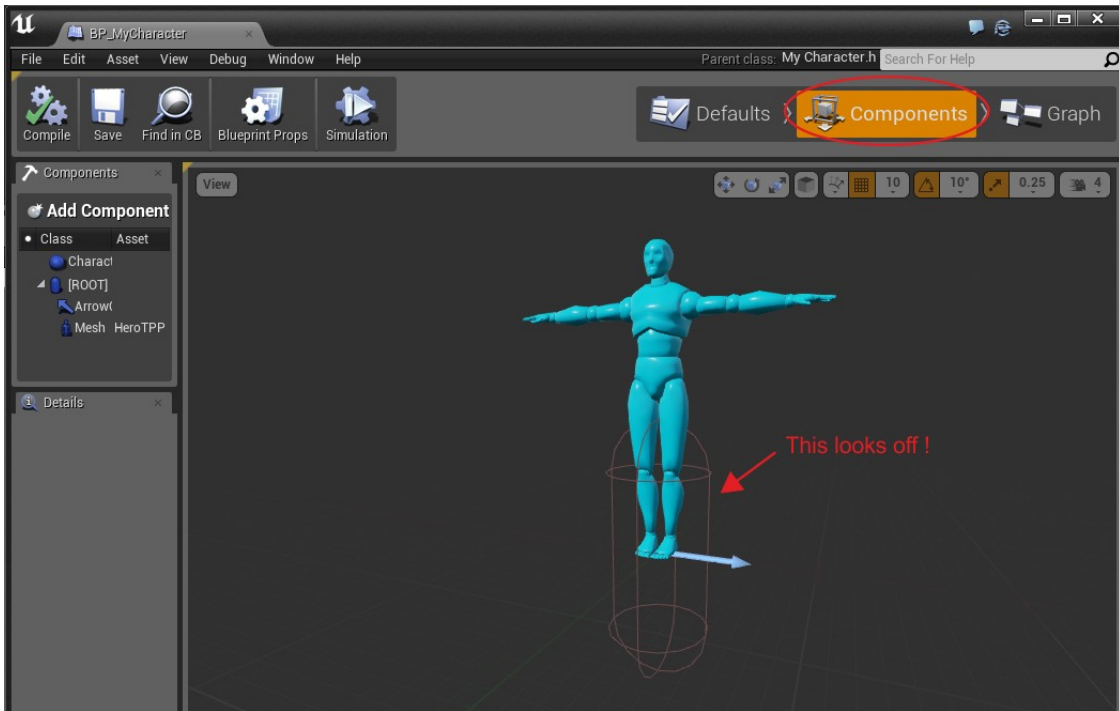 BP_MyCharacter
File Edit Asset View Debug Window Help
Parent class: My Character.h Search For Help
Compile Save Find in CB Blueprint Props Simulation
Defaults Components Graph
Components
View
10 10° 0.25 4
Add Component
Class Asset
Charact
[ROOT]
Arrow(
Mesh HeroTPP
Details
This looks off !